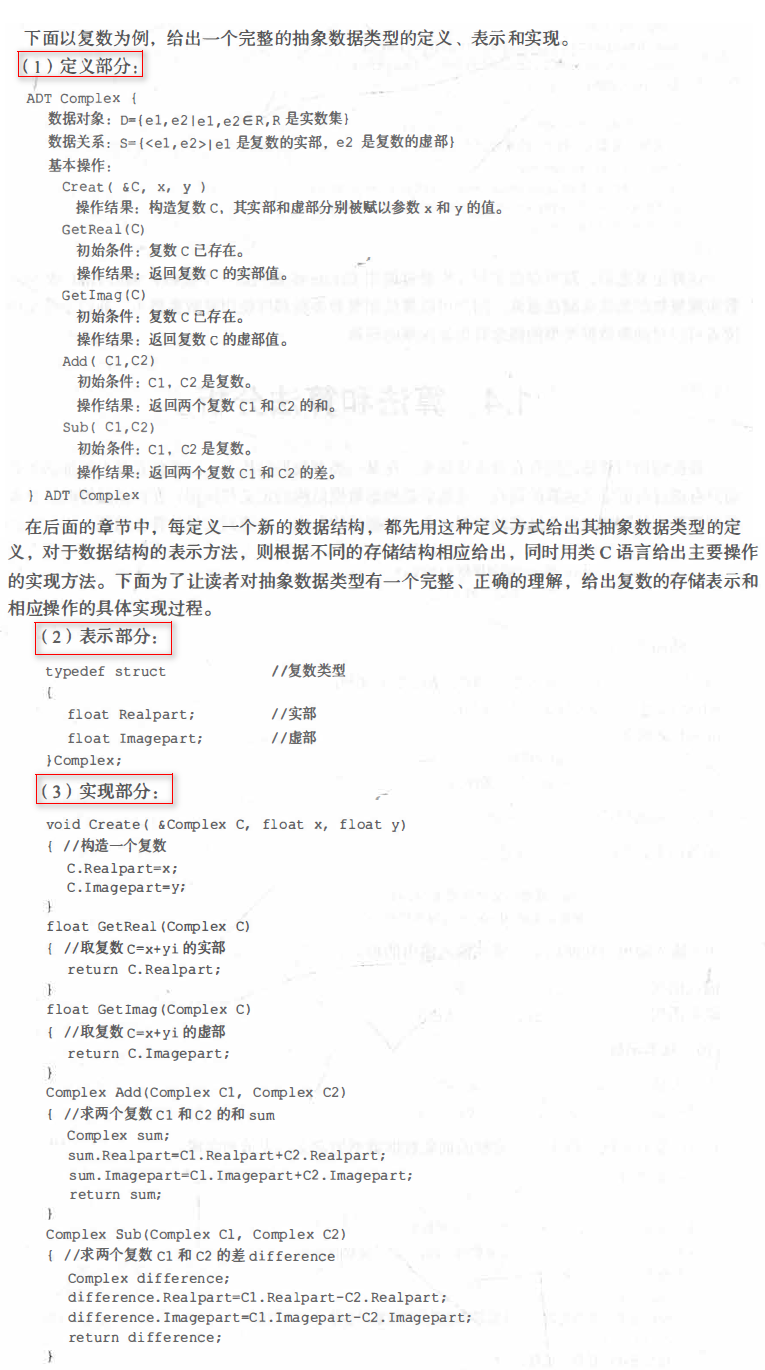 下面以复数为例，给出一个完整的抽象数据类型的定义、表示和实现。
（1）定义部分：
ADT Complex {
数据对象：D={e1,e2|e1,e2∈R,R 是实数集}
数据关系：S={<e1,e2>|e1 是复数的实部，e2 是复数的虚部}
基本操作：
Creat( &C, x, y )
操作结果：构造复数 C，其实部和虚部分别被赋以参数 x 和 y 的值。
GetReal(C)
初始条件：复数 C 已存在。
操作结果：返回复数 C 的实部值。
GetImag(C)
初始条件：复数 C 已存在。
操作结果：返回复数 C 的虚部值。
Add( C1,C2)
初始条件：C1，C2 是复数。
操作结果：返回两个复数 C1 和 C2 的和。
Sub( C1,C2)
初始条件：C1，C2 是复数。
操作结果：返回两个复数 C1 和 C2 的差。
} ADT Complex
在后面的章节中，每定义一个新的数据结构，都先用这种定义方式给出其抽象数据类型的定
义，对于数据结构的表示方法，则根据不同的存储结构相应给出，同时用类 C 语言给出主要操作
的实现方法。下面为了让读者对抽象数据类型有一个完整、正确的理解，给出复数的存储表示和
相应操作的具体实现过程。
（2）表示部分：
typedef struct //复数类型
{
float Realpart; //实部
float Imagepart; //虚部
}Complex;
（3）实现部分：
void Create( &Complex C, float x, float y)
{ //构造一个复数
C.Realpart=x;
C.Imagepart=y;
}
float GetReal(Complex C)
{ //取复数 C=x+yi 的实部
return C.Realpart;
}
float GetImag(Complex C)
{ //取复数 C=x+yi 的虚部
return C.Imagepart;
}
Complex Add(Complex C1, Complex C2)
{ //求两个复数 C1 和 C2 的和 sum
Complex sum;
sum.Realpart=C1.Realpart+C2.Realpart;
sum.Imagepart=C1.Imagepart+C2.Imagepart;
return sum;
}
Complex Sub(Complex C1, Complex C2)
{ //求两个复数 C1 和 C2 的差 difference
Complex difference;
difference.Realpart=C1.Realpart-C2.Realpart;
difference.Imagepart=C1.Imagepart-C2.Imagepart;
return difference;
}